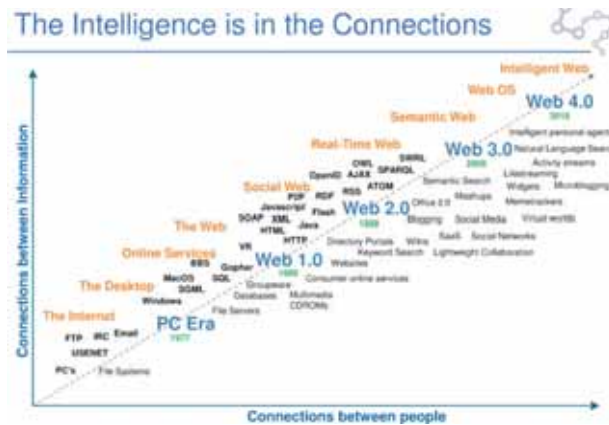 The Intelligence is in the Connections
Connections between Information
Intelligent Web
Web OS
Web 4.0
Semantic Web
Intelligent personal agents
Web 3.0
Natural Language Search
Real-Time Web
SWRL
OWL
SPARQL
OpenID
AJAX
ATOM
Semantic Search
Activity streams
Lifestreaming
Widgets
Microblogging
Social Web
P2P
RDF
RSS
Office 2.0
Mashups
Memetrackers
Javascript
Flash
Web 2.0
SOAP
XML
Java
Blogging
Social Media
Virtual worlds
The Web
HTML
HTTP
SaaS
Social Networks
VR
Directory Portals
Wikis
Keyword Search
Lightweight Collaboration
Online Services
BBS
Gopher
Web 1.0
Websites
MacOS
SQL
Groupware
Consumer online services
The Desktop
SGML
Databases
Multimedia
Windows
CDROMs
The Internet
PC Era
File Servers
FTP
IRC
Email
1977
USENET
PC's
File Systems
Connections between people